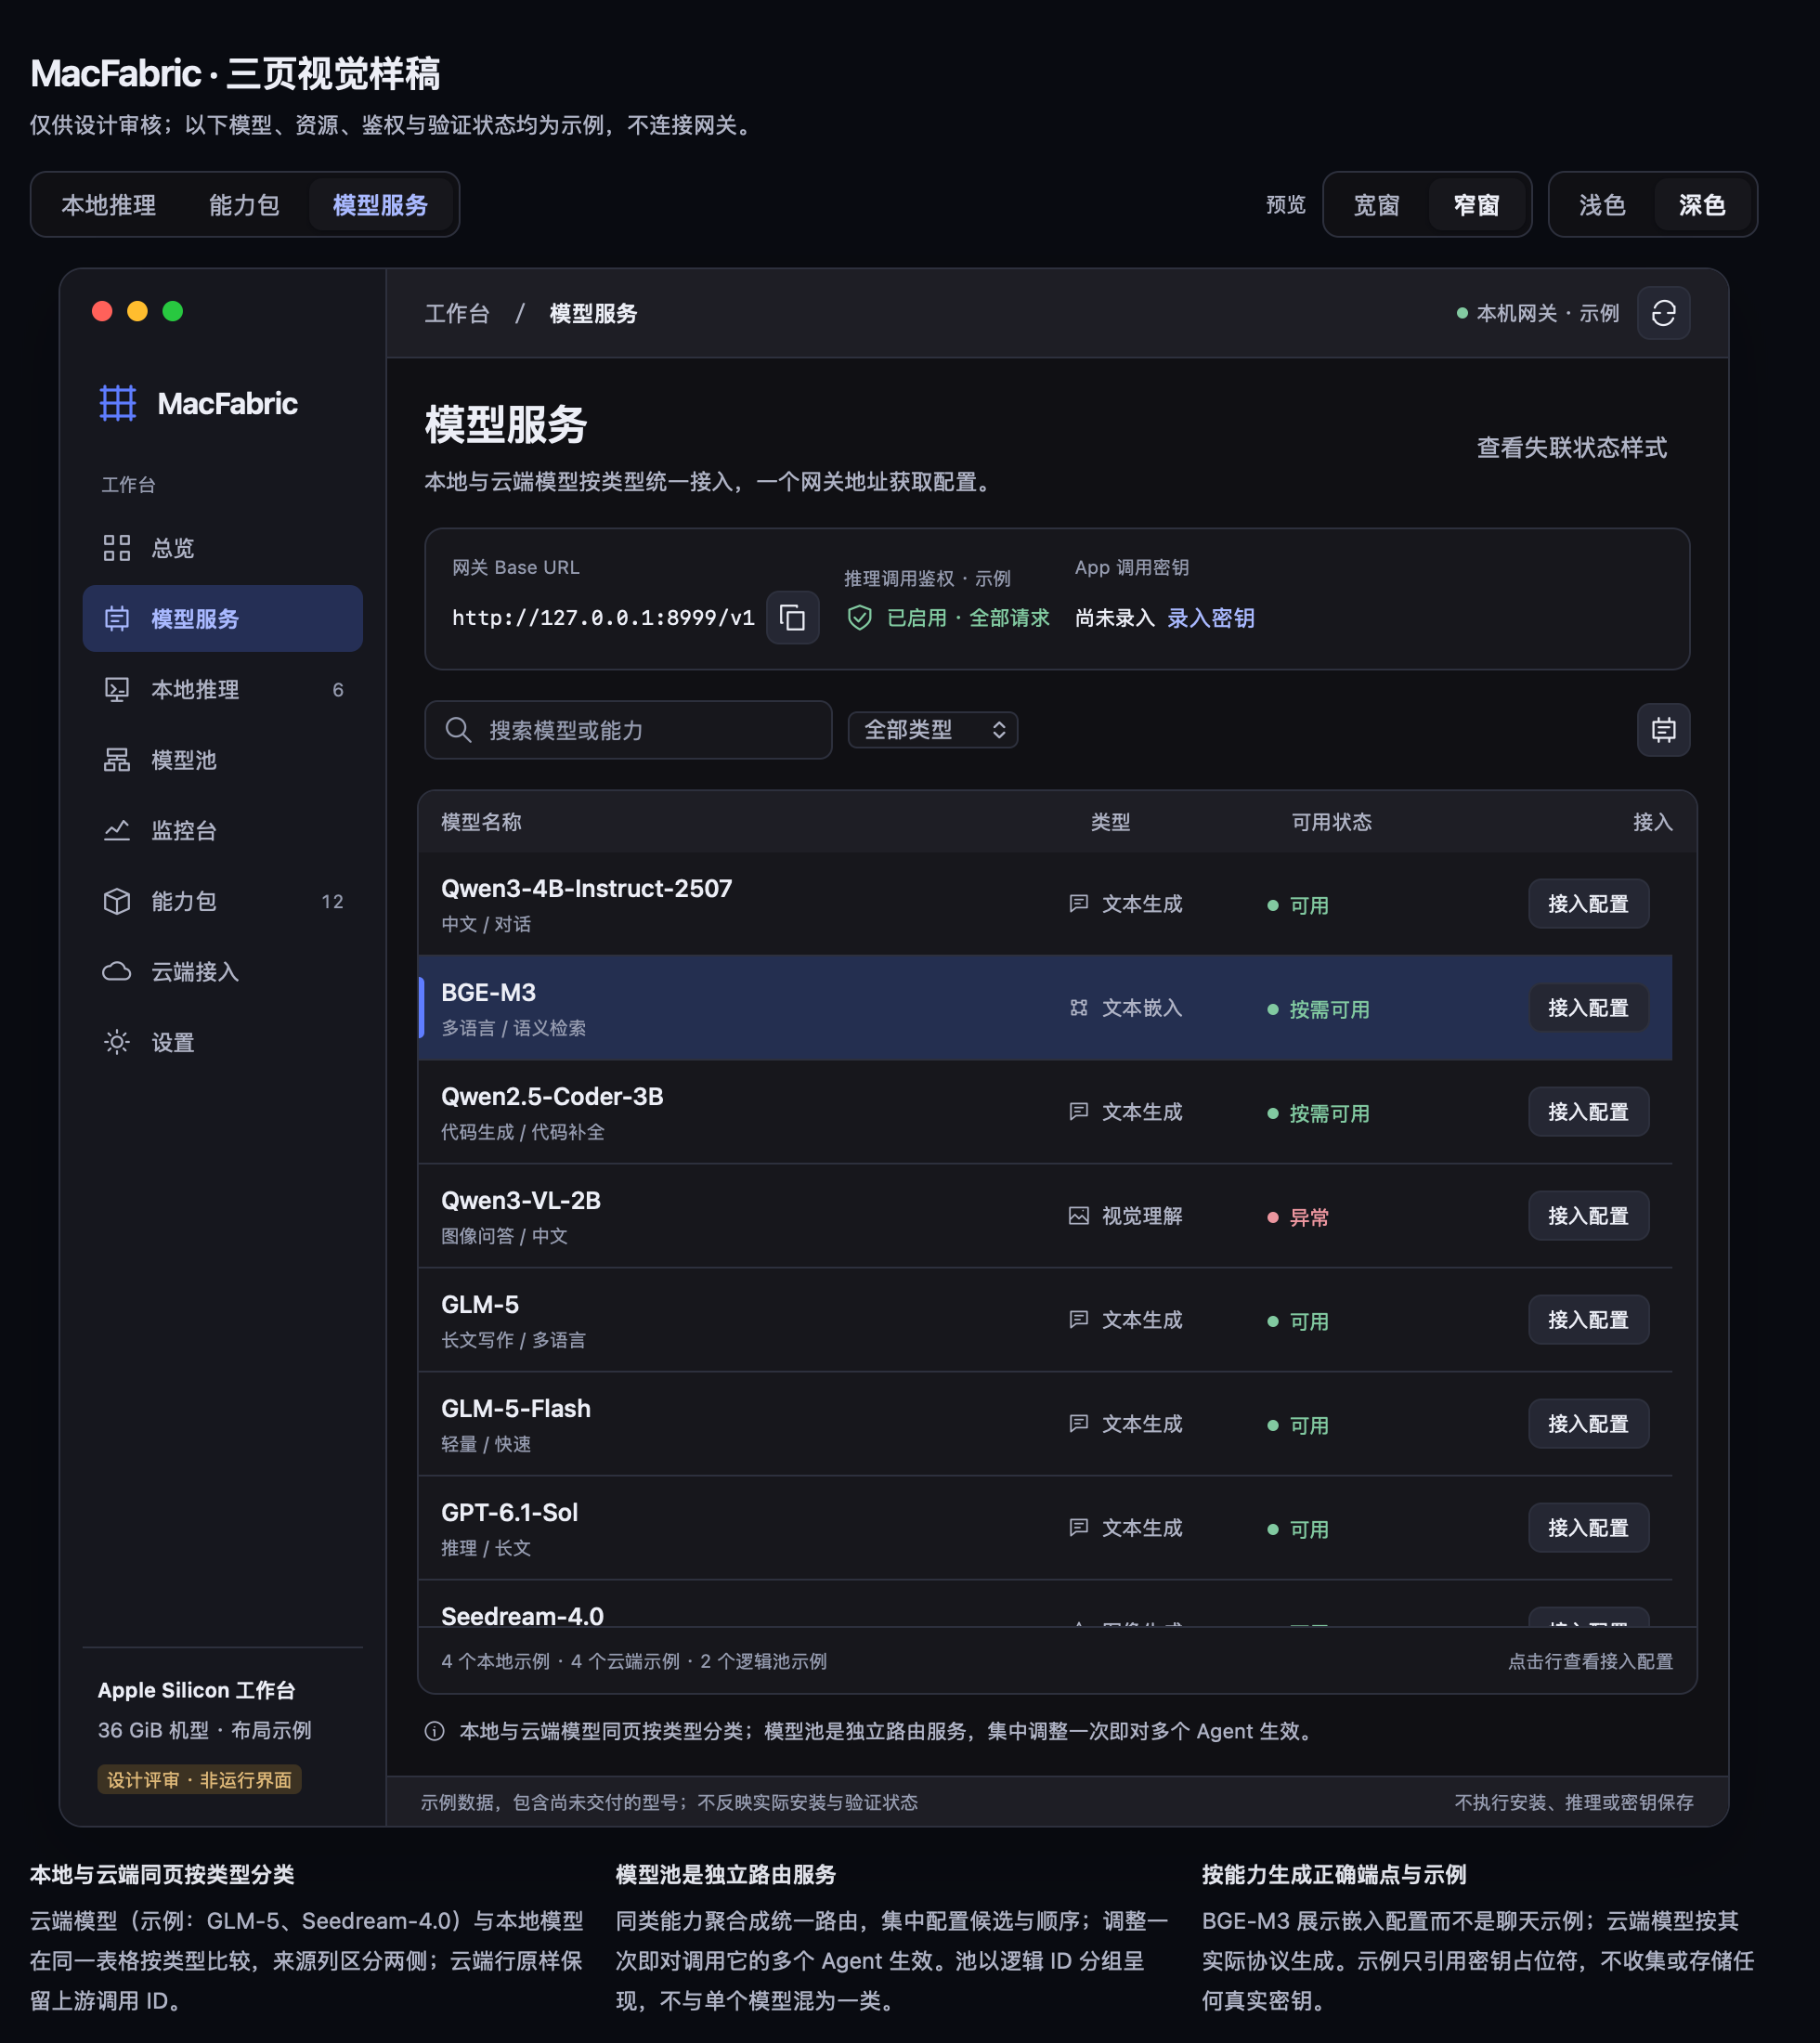 MacFabric · 三页视觉样稿
仅供设计审核；以下模型、资源、鉴权与验证状态均为示例，不连接网关。
本地推理
能力包
模型服务
预览
宽窗
窄窗
浅色
深色
MacFabric
工作台
总览
模型服务
本地推理 6
模型池
监控台
能力包 12
云端接入
设置
Apple Silicon 工作台
36 GiB 机型 · 布局示例
设计评审 · 非运行界面
工作台 / 模型服务
本机网关 · 示例
模型服务
本地与云端模型按类型统一接入，一个网关地址获取配置。
查看失联状态样式
网关 Base URL
http://127.0.0.1:8999/v1
推理调用鉴权 · 示例
已启用 · 全部请求
App 调用密钥
尚未录入 录入密钥
搜索模型或能力
全部类型
模型名称 类型 可用状态 接入
Qwen3-4B-Instruct-2507
中文 / 对话
文本生成 可用 接入配置
BGE-M3
多语言 / 语义检索
文本嵌入 按需可用 接入配置
Qwen2.5-Coder-3B
代码生成 / 代码补全
文本生成 按需可用 接入配置
Qwen3-VL-2B
图像问答 / 中文
视觉理解 异常 接入配置
GLM-5
长文写作 / 多语言
文本生成 可用 接入配置
GLM-5-Flash
轻量 / 快速
文本生成 可用 接入配置
GPT-6.1-Sol
推理 / 长文
文本生成 可用 接入配置
Seedream-4.0
4 个本地示例 · 4 个云端示例 · 2 个逻辑池示例
点击行查看接入配置
本地与云端模型同页按类型分类；模型池是独立路由服务，集中调整一次即对多个 Agent 生效。
示例数据，包含尚未交付的型号；不反映实际安装与验证状态
不执行安装、推理或密钥保存
本地与云端同页按类型分类
云端模型（示例：GLM-5、Seedream-4.0）与本地模型
在同一表格按类型比较，来源列区分两侧；云端行原样保
留上游调用 ID。
模型池是独立路由服务
同类能力聚合成统一路由，集中配置候选与顺序；调整一
次即对调用它的多个 Agent 生效。池以逻辑 ID 分组呈
现，不与单个模型混为一类。
按能力生成正确端点与示例
BGE-M3 展示嵌入配置而不是聊天示例；云端模型按其
实际协议生成。示例只引用密钥占位符，不收集或存储任
何真实密钥。